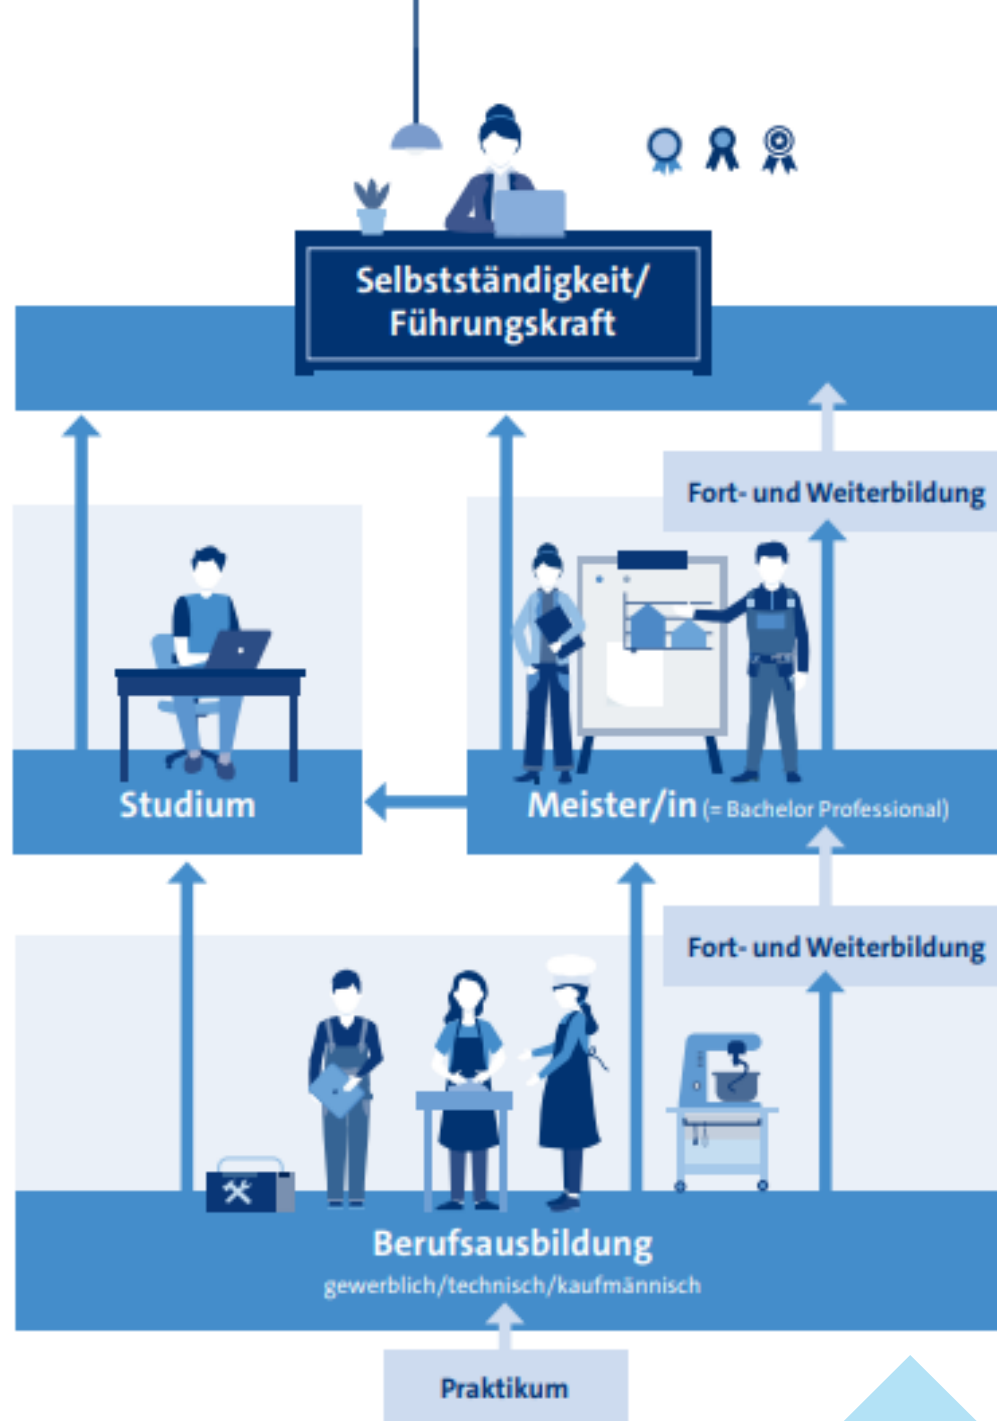 Selbstständigkeit/
Führungskraft
Fort- und Weiterbildung
Studium
Meister/in (= Bachelor Professional)
Fort- und Weiterbildung
Berufsausbildung
gewerblich/technisch/kaufmännisch
Praktikum